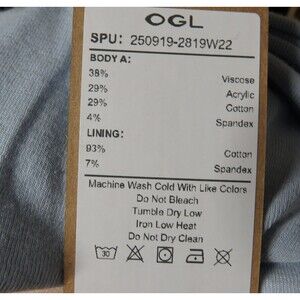 OGL
SPU: 250919-2819W22
BODY A:
38% Viscose
29% Acrylic
29% Cotton
4% Spandex
LINING:
93% Cotton
7% Spandex
Machine Wash Cold With Like Colors
Do Not Bleach
Tumble Dry Low
Iron Low Heat
Do Not Dry Clean
30